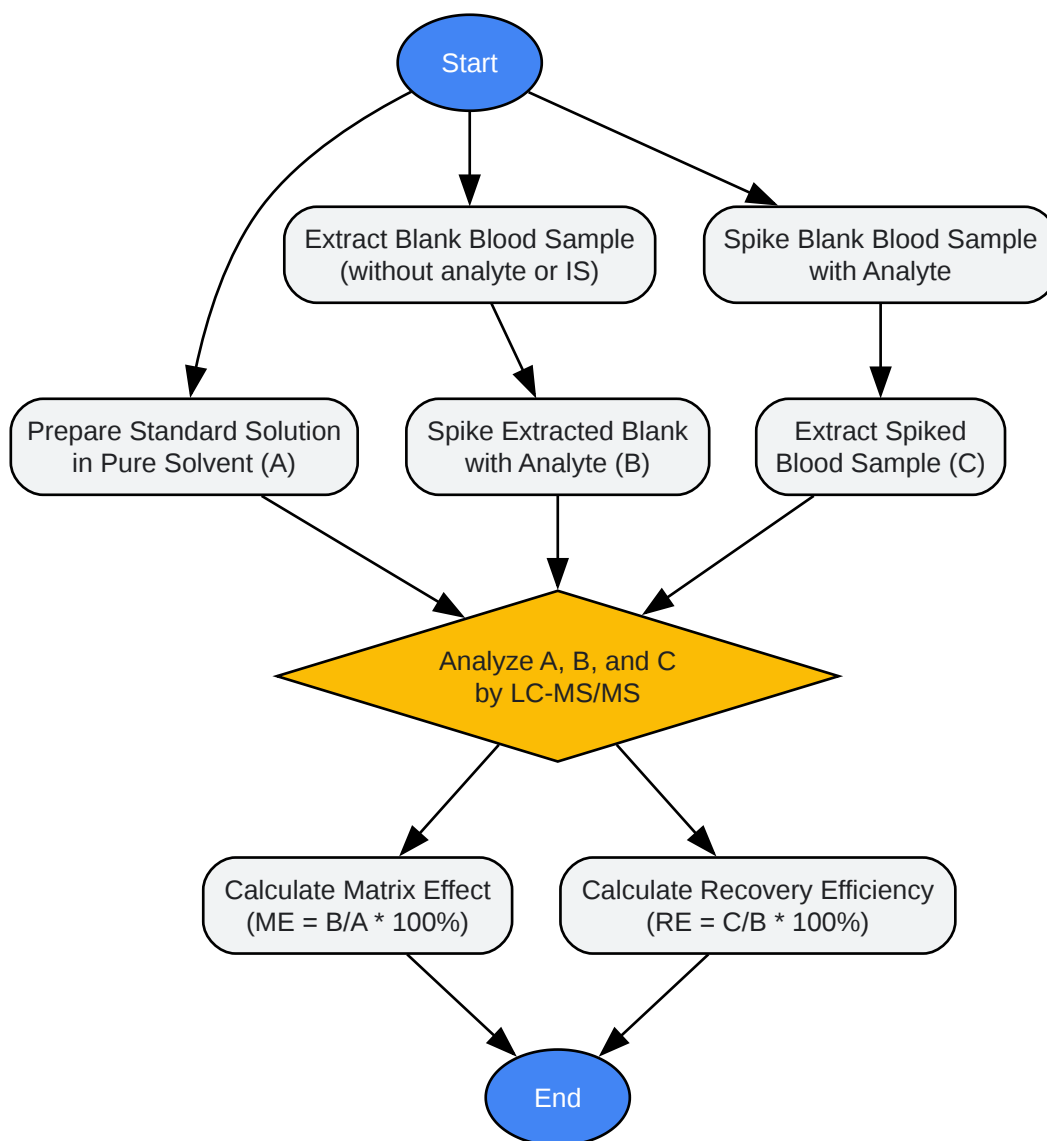 Start
Extract Blank Blood Sample
(without analyte or IS)
Spike Blank Blood Sample
with Analyte
Prepare Standard Solution
in Pure Solvent (A)
Spike Extracted Blank
with Analyte (B)
Extract Spiked
Blood Sample (C)
Analyze A, B, and C
by LC-MS/MS
Calculate Matrix Effect
(ME = B/A * 100%)
Calculate Recovery Efficiency
(RE = C/B * 100%)
End